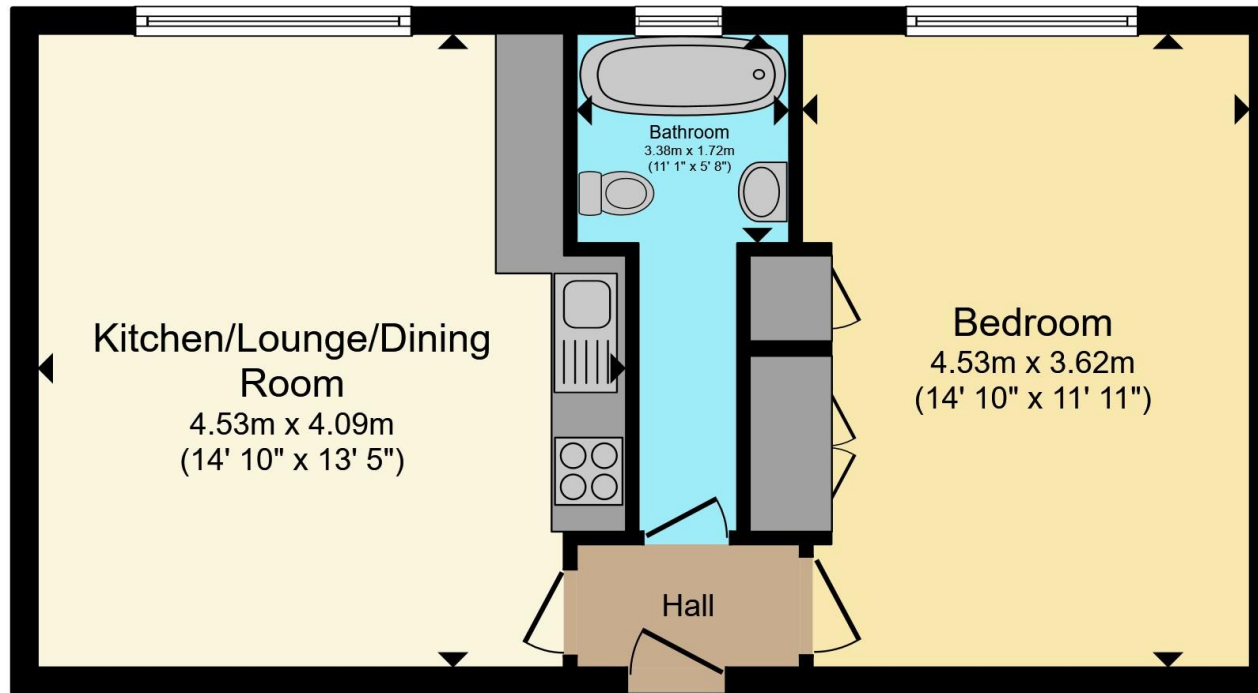 Bathroom
3.38m x 1.72m
(11' 1" x 5' 8")
Kitchen/Lounge/Dining
Room
4.53m x 4.09m
(14' 10" x 13' 5")
Bedroom
4.53m x 3.62m
(14' 10" x 11' 11")
Hall